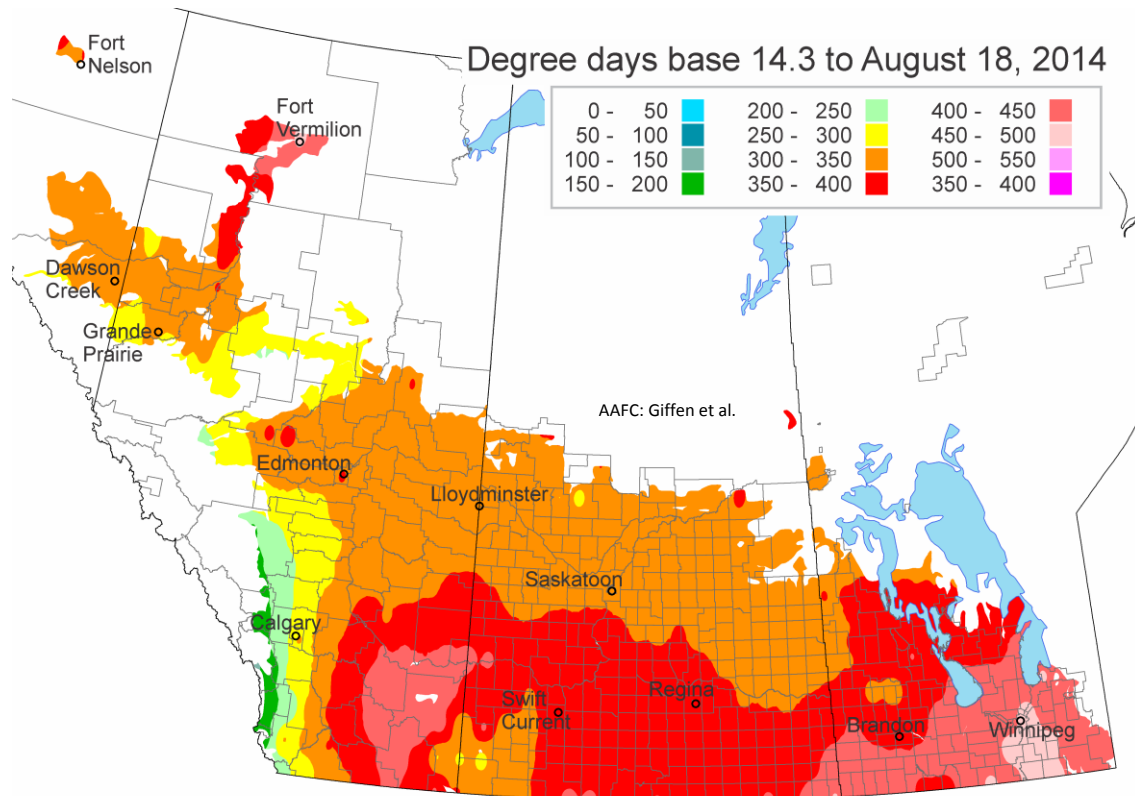 Fort
Nelson
Degree days base 14.3 to August 18, 2014
Fort
Vermilion
0 - 50
50 - 100
100 - 150
150 - 200
200 - 250
250 - 300
300 - 350
350 - 400
400 - 450
450 - 500
500 - 550
350 - 400
Dawson
Creek
Grande
Prairie
AAFC: Giffen et al.
Edmonton
Lloydminster
Saskatoon
Calgary
Swift
Current
Regina
Brandon
Winnipeg